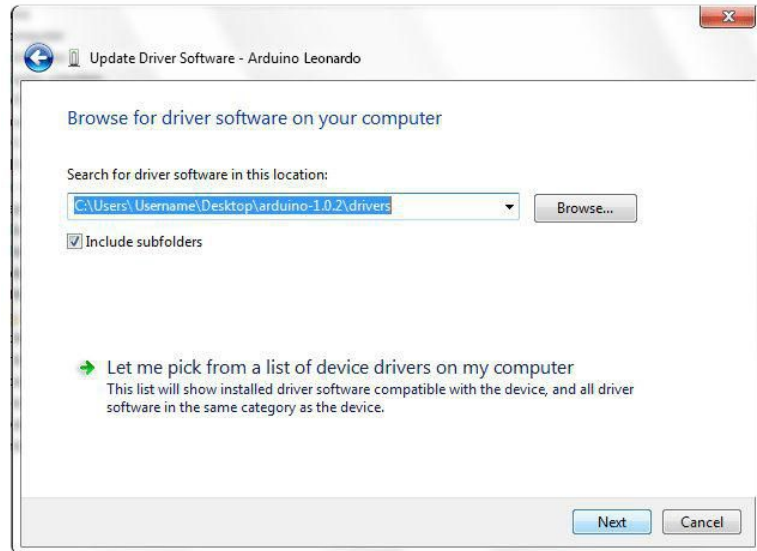 Update Driver Software - Arduino Leonardo
Browse for driver software on your computer
Search for driver software in this location:
C:\Users\Username\Desktop\arduino-1.0.2\drivers
Browse...
Include subfolders
Let me pick from a list of device drivers on my computer
This list will show installed driver software compatible with the device, and all driver
software in the same category as the device.
Next
Cancel